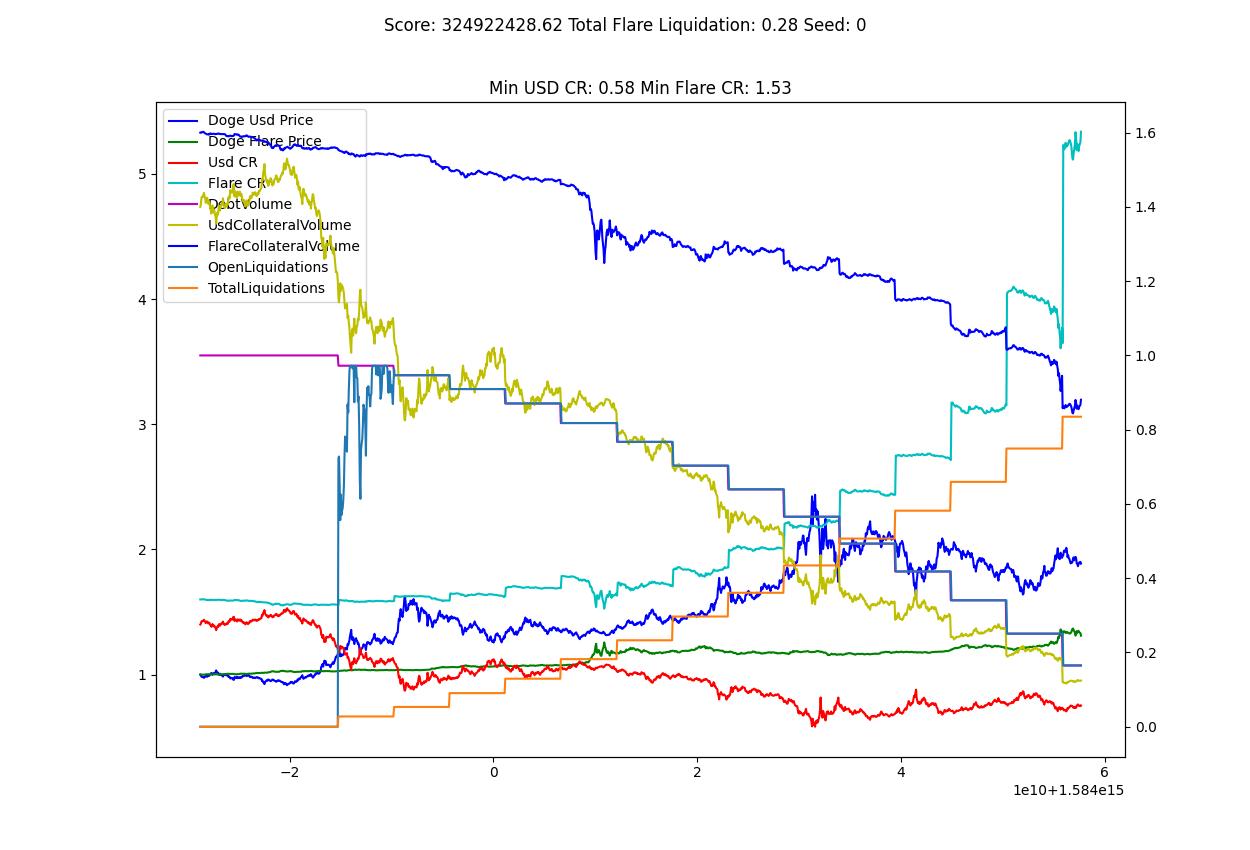 Score: 324922428.62 Total Flare Liquidation: 0.28 Seed: 0
Min USD CR: 0.58 Min Flare CR: 1.53
Doge Usd Price
Doge Flare Price
Usd CR
Flare CR
DebtVolume
UsdCollateralVolume
FlareCollateralVolume
OpenLiquidations
TotalLiquidations
5
4
3
2
1
1.6
1.4
1.2
1.0
0.8
0.6
0.4
0.2
0.0
−2 0 2 4 6
1e10+1.584e15